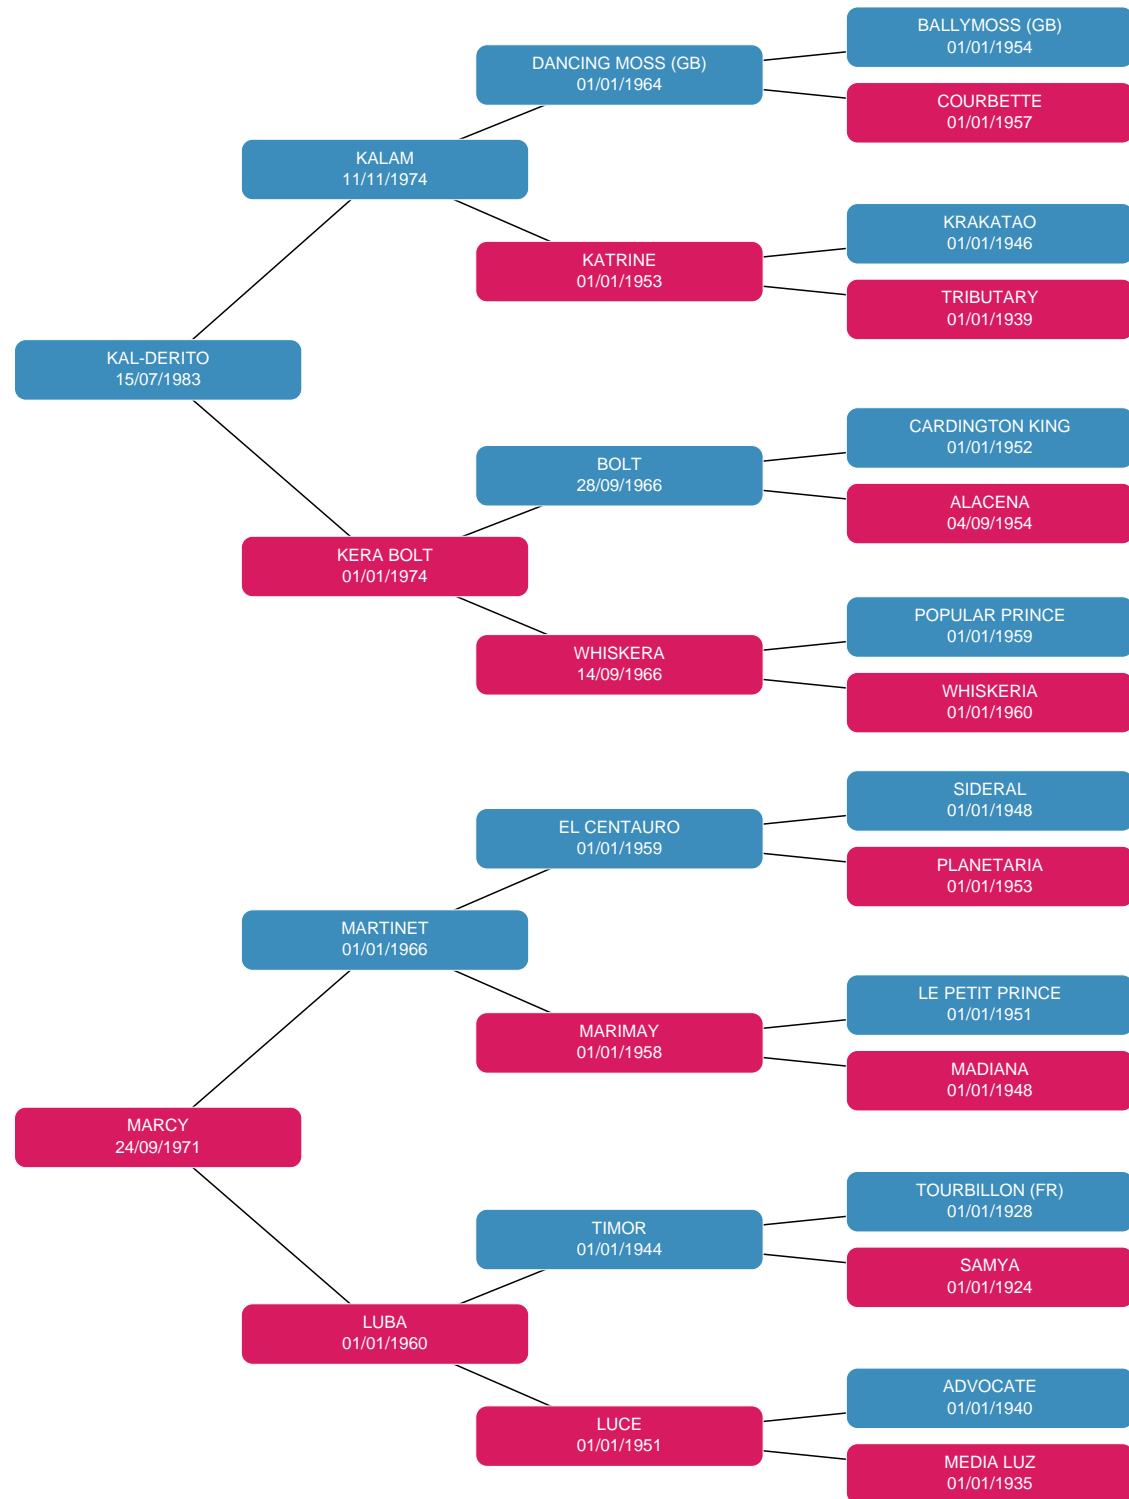 BALLYMOSS (GB)
01/01/1954
DANCING MOSS (GB)
01/01/1964
COURBETTE
01/01/1957
KALAM
11/11/1974
KRAKATAO
01/01/1946
KATRINE
01/01/1953
TRIBUTARY
01/01/1939
KAL-DERITO
15/07/1983
CARDINGTON KING
01/01/1952
BOLT
28/09/1966
ALACENA
04/09/1954
KERA BOLT
01/01/1974
POPULAR PRINCE
01/01/1959
WHISKERA
14/09/1966
WHISKERIA
01/01/1960
SIDERAL
01/01/1948
EL CENTAURO
01/01/1959
PLANETARIA
01/01/1953
MARTINET
01/01/1966
LE PETIT PRINCE
01/01/1951
MARIMAY
01/01/1958
MADIANA
01/01/1948
MARCY
24/09/1971
TOURBILLON (FR)
01/01/1928
TIMOR
01/01/1944
SAMYA
01/01/1924
LUBA
01/01/1960
ADVOCATE
01/01/1940
LUCE
01/01/1951
MEDIA LUZ
01/01/1935